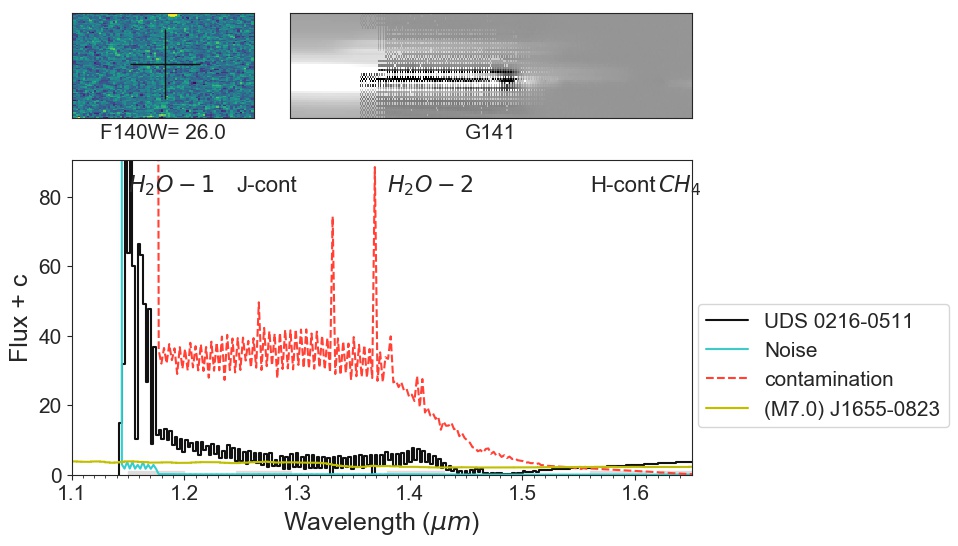 F140W= 26.0
G141
H₂O − 1 J-cont H₂O − 2 H-cont CH₄
80
60
40
20
0
Flux + c
1.1 1.2 1.3 1.4 1.5 1.6
Wavelength (μm)
UDS 0216-0511
Noise
contamination
(M7.0) J1655-0823